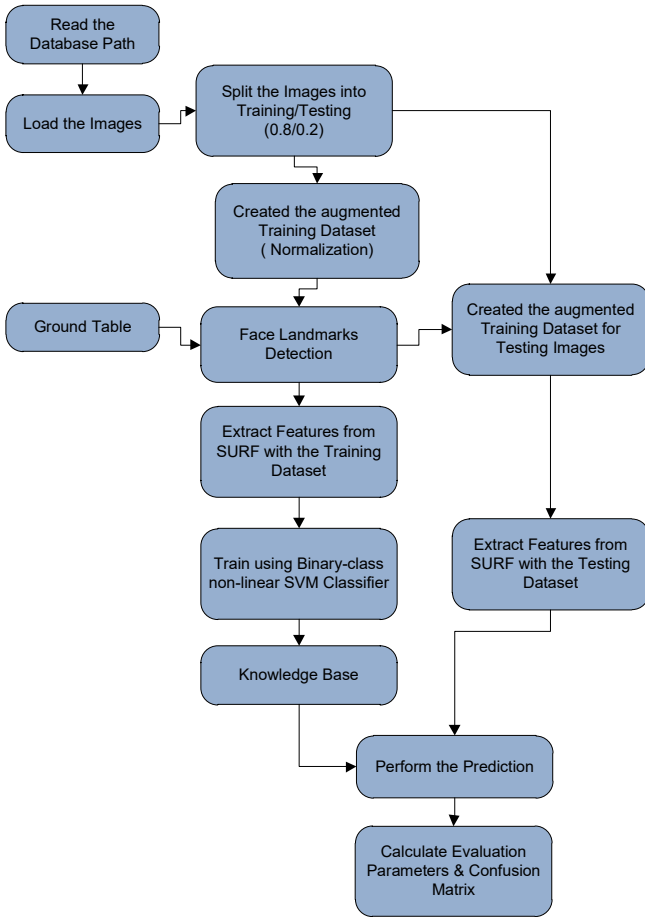 Read the
Database Path
Load the Images
Split the Images into
Training/Testing
(0.8/0.2)
Created the augmented
Training Dataset
( Normalization)
Ground Table
Face Landmarks
Detection
Created the augmented
Training Dataset for
Testing Images
Extract Features from
SURF with the Training
Dataset
Train using Binary-class
non-linear SVM Classifier
Extract Features from
SURF with the Testing
Dataset
Knowledge Base
Perform the Prediction
Calculate Evaluation
Parameters & Confusion
Matrix